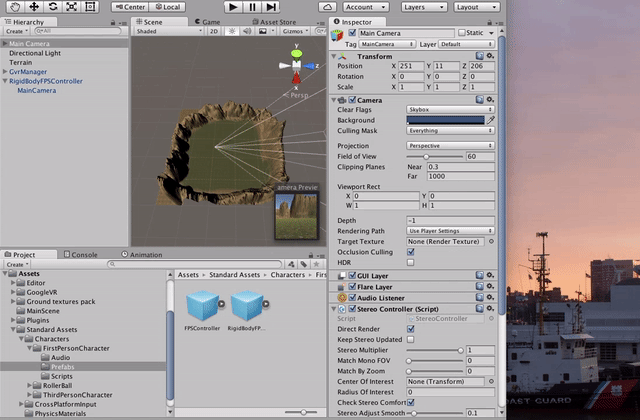 Center
Local
Account
Layers
Layout
Hierarchy
Create
All
Main Camera
Directional Light
Terrain
GvrManager
RigidBodyFPSController
MainCamera
Scene
Game
Asset Store
Shaded
2D
y
z
< Persp
amera Previe
Inspector
Main Camera
Static
Tag MainCamera Layer Default
Transform
Position X 251 Y 11 Z 206
Rotation X 0 Y 0 Z 0
Scale X 1 Y 1 Z 1
Camera
Clear Flags Skybox
Background
Culling Mask Everything
Projection Perspective
Field of View 60
Clipping Planes Near 0.3
Far 1000
Viewport Rect
X 0 Y 0
W 1 H 1
Depth -1
Rendering Path Use Player Settings
Target Texture None (Render Texture)
Occlusion Culling
HDR
GUI Layer
Flare Layer
Audio Listener
Stereo Controller (Script)
Script StereoController
Direct Render
Keep Stereo Updated
Stereo Multiplier 1
Match Mono FOV 0
Match By Zoom 0
Center Of Interest None (Transform)
Radius Of Interest 0
Check Stereo Comfort
Stereo Adjust Smooth 0.1
Project
Console
Animation
Create
Assets
Editor
GoogleVR
Ground textures pack
MainScene
Plugins
Standard Assets
Characters
FirstPersonCharacter
Audio
Prefabs
Scripts
RollerBall
ThirdPersonCharacter
CrossPlatformInput
PhysicsMaterials
Assets ▸ Standard Assets ▸ Characters ▸ Firs
FPSController
RigidBodyFP...
OAST GUARD